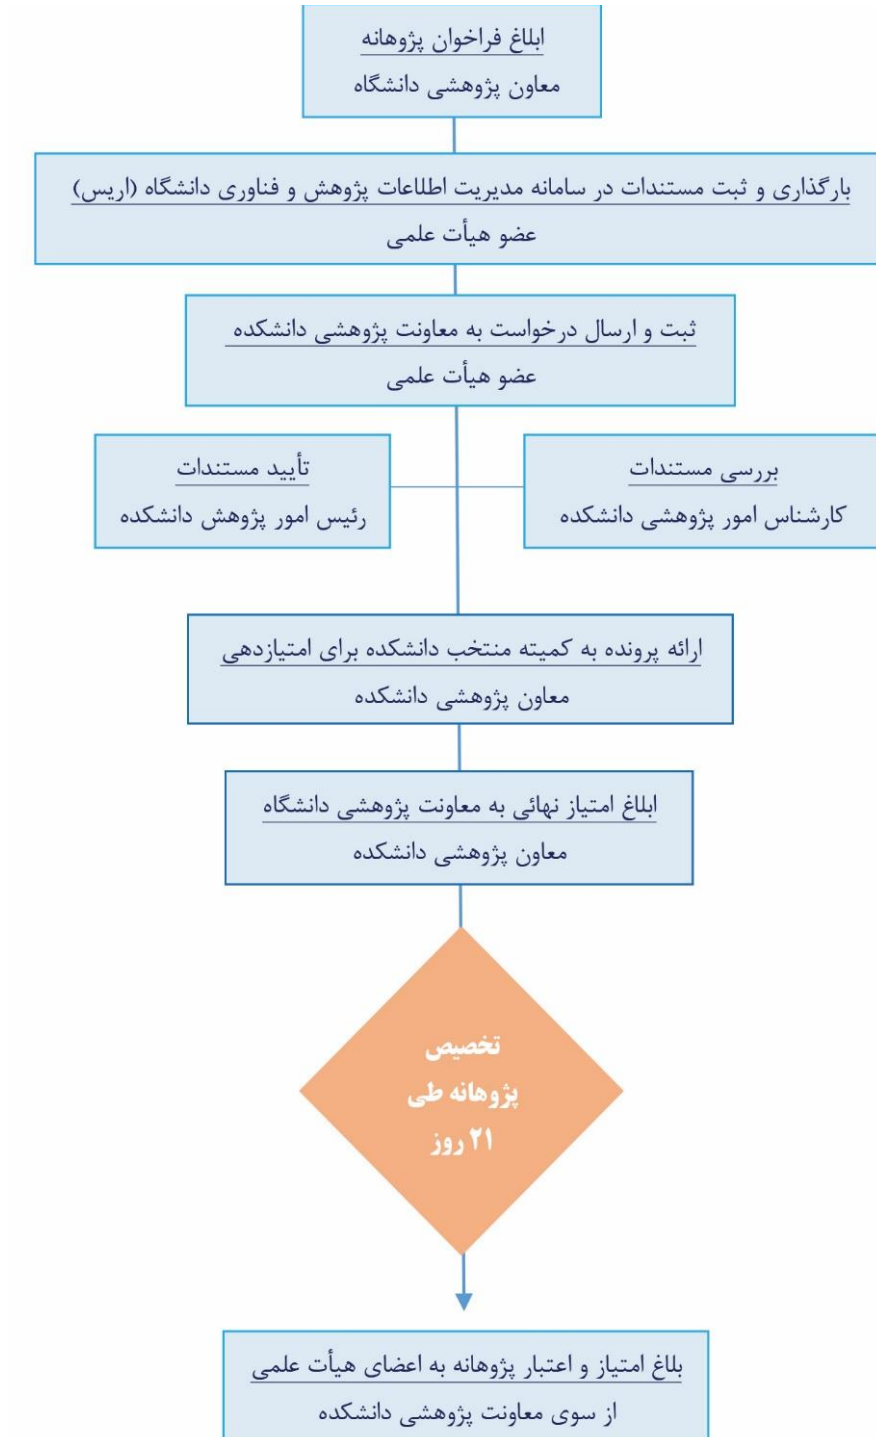 ابلاغ فراخوان پژوهانه
معاون پژوهشی دانشگاه
بارگذاری و ثبت مستندات در سامانه مدیریت اطلاعات پژوهش و فناوری دانشگاه (اریس)
عضو هیأت علمی
ثبت و ارسال درخواست به معاونت پژوهشی دانشکده
عضو هیأت علمی
بررسی مستندات
کارشناس امور پژوهشی دانشکده
تأیید مستندات
رئیس امور پژوهش دانشکده
ارائه پرونده به کمیته منتخب دانشکده برای امتیازدهی
معاون پژوهشی دانشکده
ابلاغ امتیاز نهائی به معاونت پژوهشی دانشگاه
معاون پژوهشی دانشکده
تخصیص
پژوهانه طی
۲۱ روز
بلاغ امتیاز و اعتبار پژوهانه به اعضای هیأت علمی
از سوی معاونت پژوهشی دانشکده